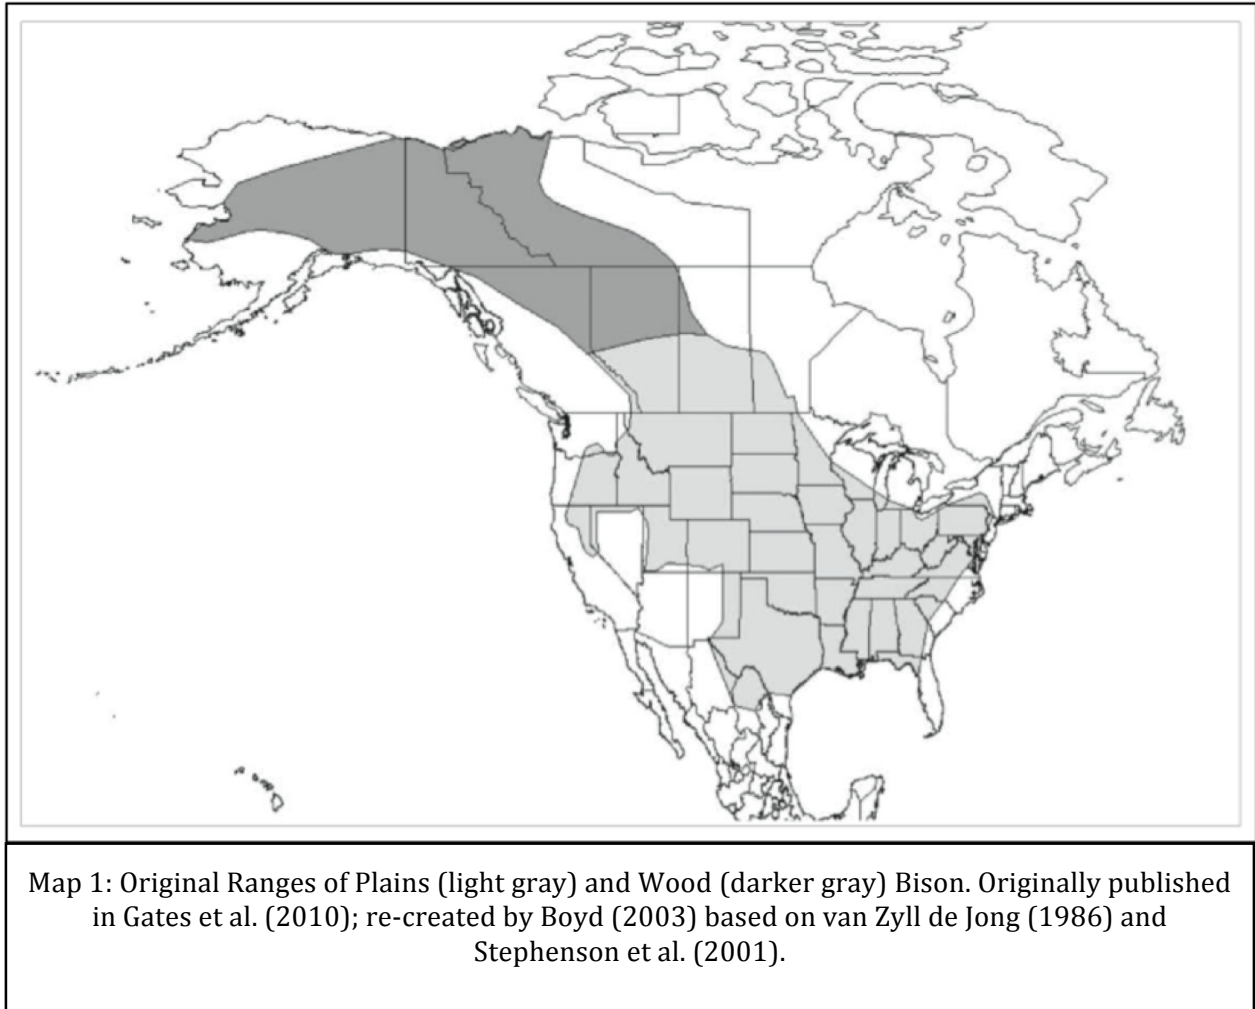 Map 1: Original Ranges of Plains (light gray) and Wood (darker gray) Bison. Originally published
in Gates et al. (2010); re-created by Boyd (2003) based on van Zyll de Jong (1986) and
Stephenson et al. (2001).